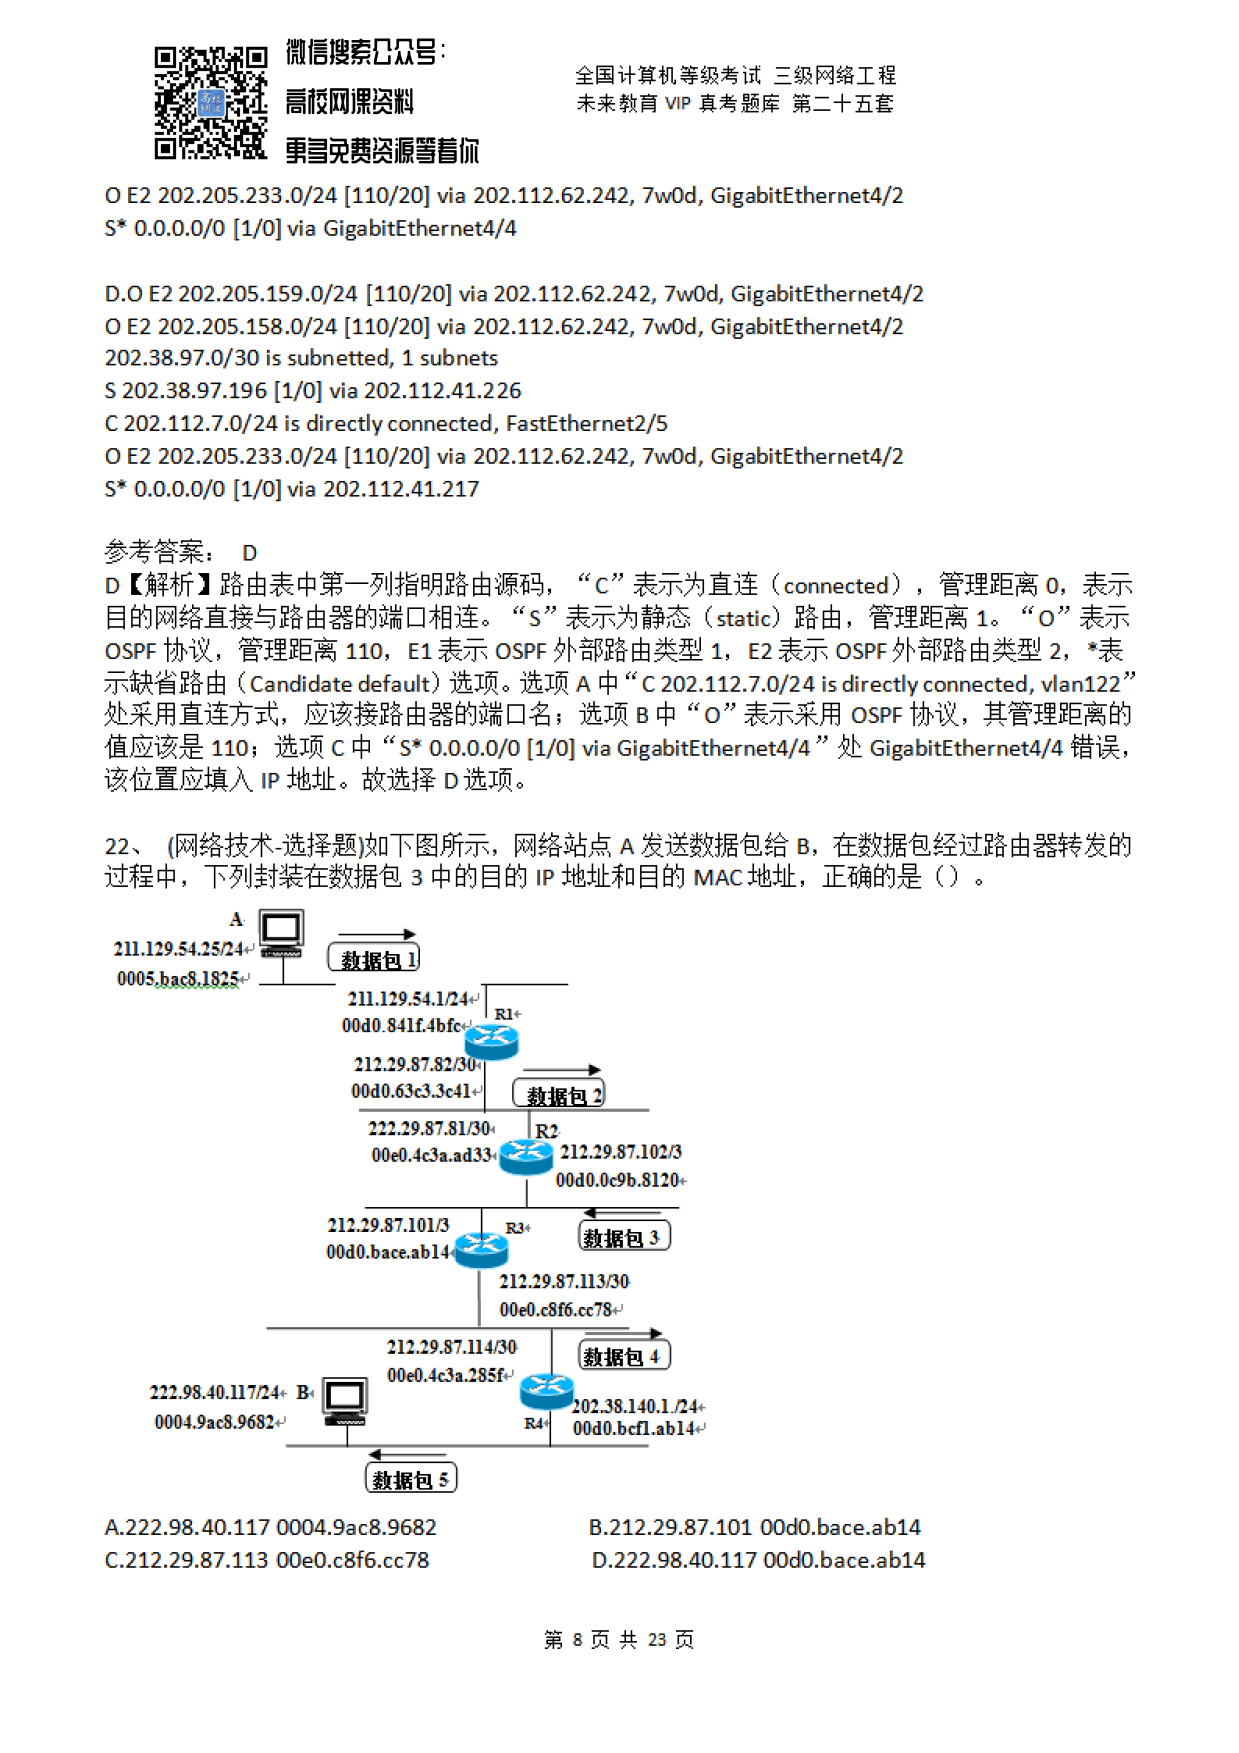 微信搜索公众号:
高校网课资料
更多免费资源等着你
全国计算机等级考试 三级网络工程
未来教育 VIP 真考题库 第二十五套
O E2 202.205.233.0/24 [110/20] via 202.112.62.242, 7w0d, GigabitEthernet4/2
S* 0.0.0.0/0 [1/0] via GigabitEthernet4/4
D.O E2 202.205.159.0/24 [110/20] via 202.112.62.242, 7w0d, GigabitEthernet4/2
O E2 202.205.158.0/24 [110/20] via 202.112.62.242, 7w0d, GigabitEthernet4/2
202.38.97.0/30 is subnetted, 1 subnets
S 202.38.97.196 [1/0] via 202.112.41.226
C 202.112.7.0/24 is directly connected, FastEthernet2/5
O E2 202.205.233.0/24 [110/20] via 202.112.62.242, 7w0d, GigabitEthernet4/2
S* 0.0.0.0/0 [1/0] via 202.112.41.217
参考答案： D
D【解析】路由表中第一列指明路由源码，“C”表示为直连（connected），管理距离 0，表示
目的网络直接与路由器的端口相连。“S”表示为静态（static）路由，管理距离 1。“O”表示
OSPF 协议，管理距离 110，E1 表示 OSPF 外部路由类型 1，E2 表示 OSPF 外部路由类型 2，*表
示缺省路由（Candidate default）选项。选项 A 中“C 202.112.7.0/24 is directly connected, vlan122”
处采用直连方式，应该接路由器的端口名；选项 B 中“O”表示采用 OSPF 协议，其管理距离的
值应该是 110；选项 C 中“S* 0.0.0.0/0 [1/0] via GigabitEthernet4/4”处 GigabitEthernet4/4 错误，
该位置应填入 IP 地址。故选择 D 选项。
22、 (网络技术-选择题)如下图所示，网络站点 A 发送数据包给 B，在数据包经过路由器转发的
过程中，下列封装在数据包 3 中的目的 IP 地址和目的 MAC 地址，正确的是（）。
A
211.129.54.25/24
0005.bac8.1825
数据包 1
211.129.54.1/24
00d0.841f.4bfc
R1
212.29.87.82/30
00d0.63c3.3c41
数据包 2
222.29.87.81/30
00e0.4c3a.ad33
R2
212.29.87.102/3
00d0.0c9b.8120
212.29.87.101/3
00d0.bace.ab14
R3
数据包 3
212.29.87.113/30
00e0.c8f6.cc78
212.29.87.114/30
00e0.4c3a.285f
数据包 4
222.98.40.117/24 B
0004.9ac8.9682
R4
202.38.140.1./24
00d0.bcf1.ab14
数据包 5
A.222.98.40.117 0004.9ac8.9682 B.212.29.87.101 00d0.bace.ab14
C.212.29.87.113 00e0.c8f6.cc78 D.222.98.40.117 00d0.bace.ab14
第 8 页 共 23 页